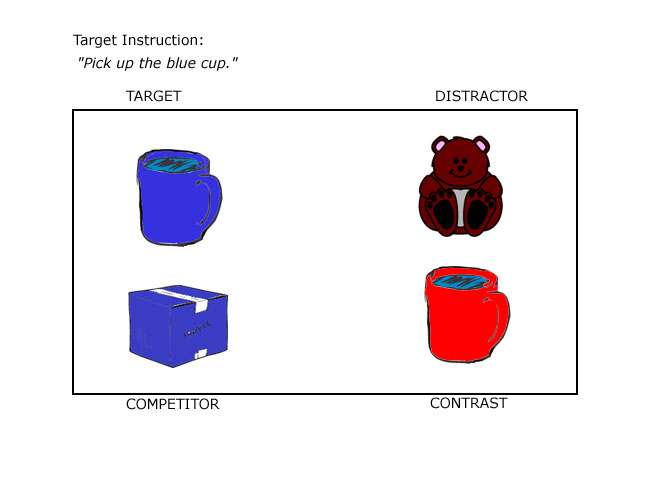 Target Instruction:
"Pick up the blue cup."
TARGET
DISTRACTOR
COMPETITOR
CONTRAST